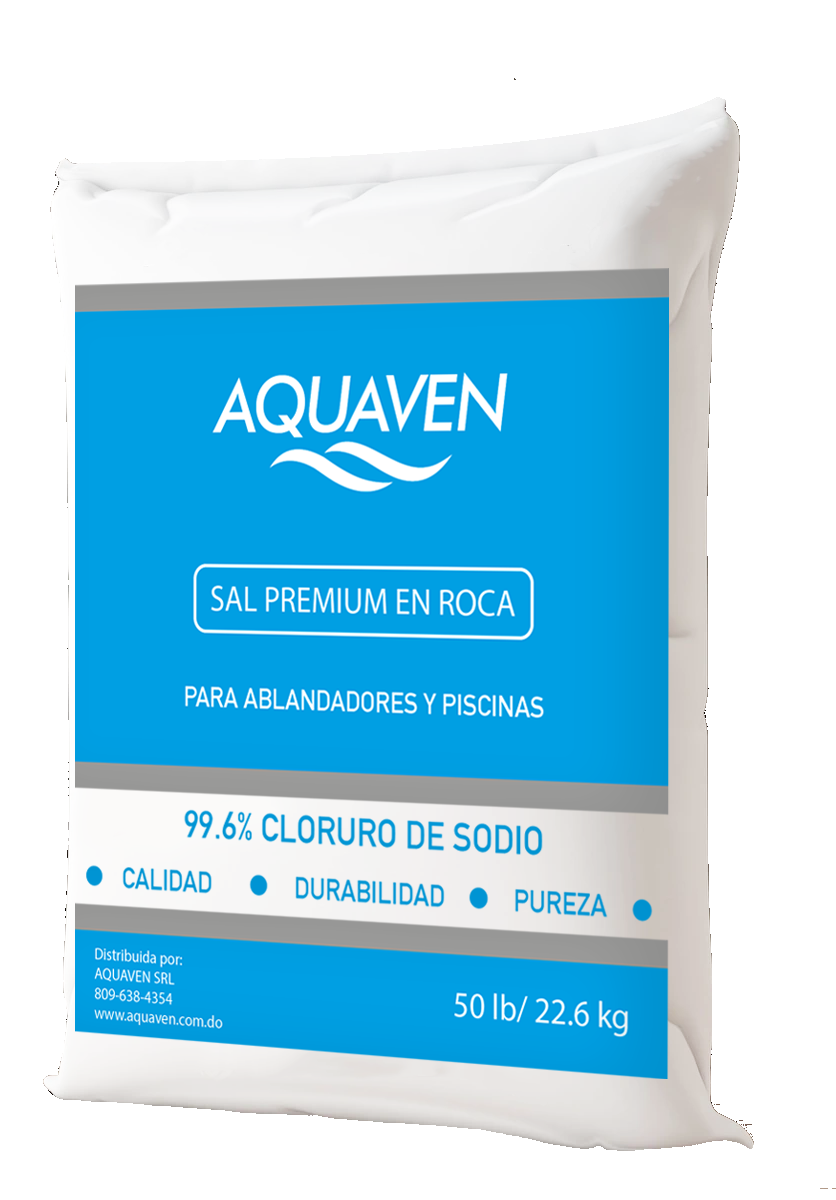 AQUAVEN
SAL PREMIUM EN ROCA
PARA ABLANDADORES Y PISCINAS
99.6% CLORURO DE SODIO
• CALIDAD • DURABILIDAD • PUREZA •
Distribuida por:
AQUAVEN SRL
809-638-4354
www.aquaven.com.do
50 lb/ 22.6 kg